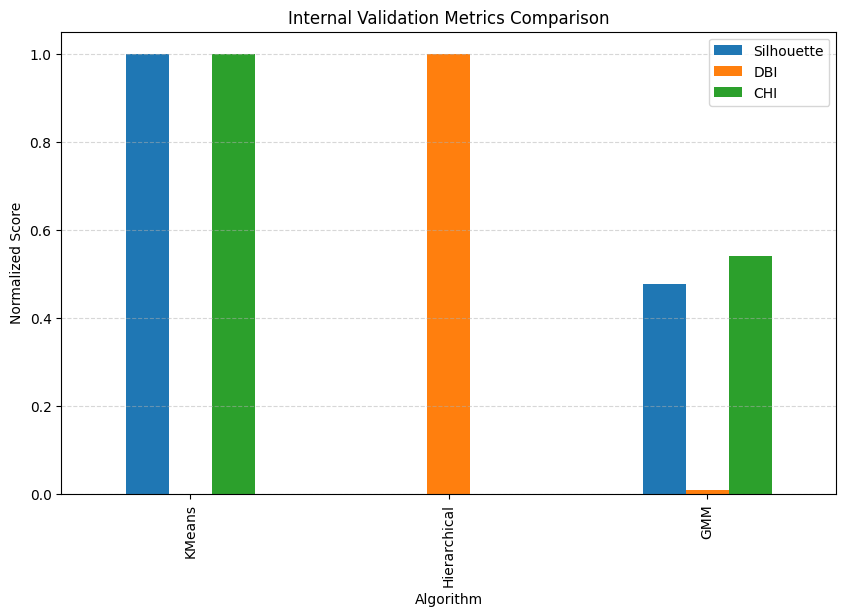 Internal Validation Metrics Comparison
Silhouette
DBI
CHI
Normalized Score
1.0
0.8
0.6
0.4
0.2
0.0
KMeans
Hierarchical
GMM
Algorithm